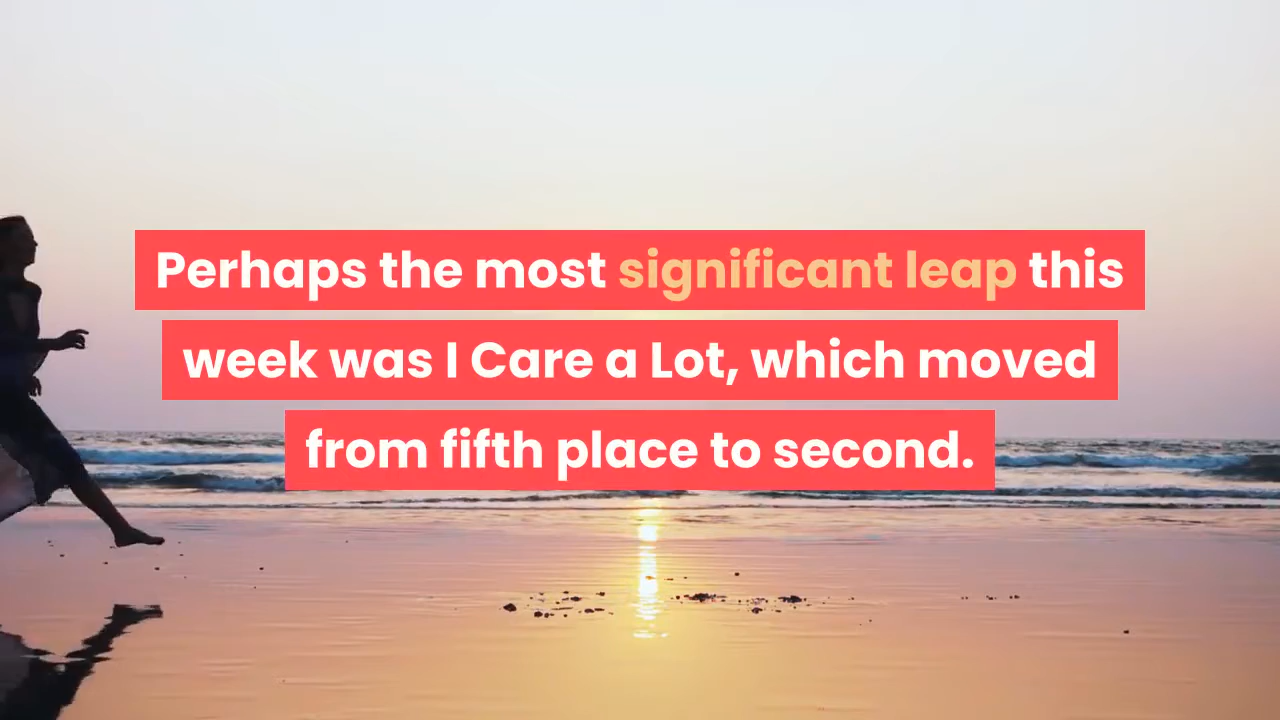 Perhaps the most significant leap this
week was I Care a Lot, which moved
from fifth place to second.